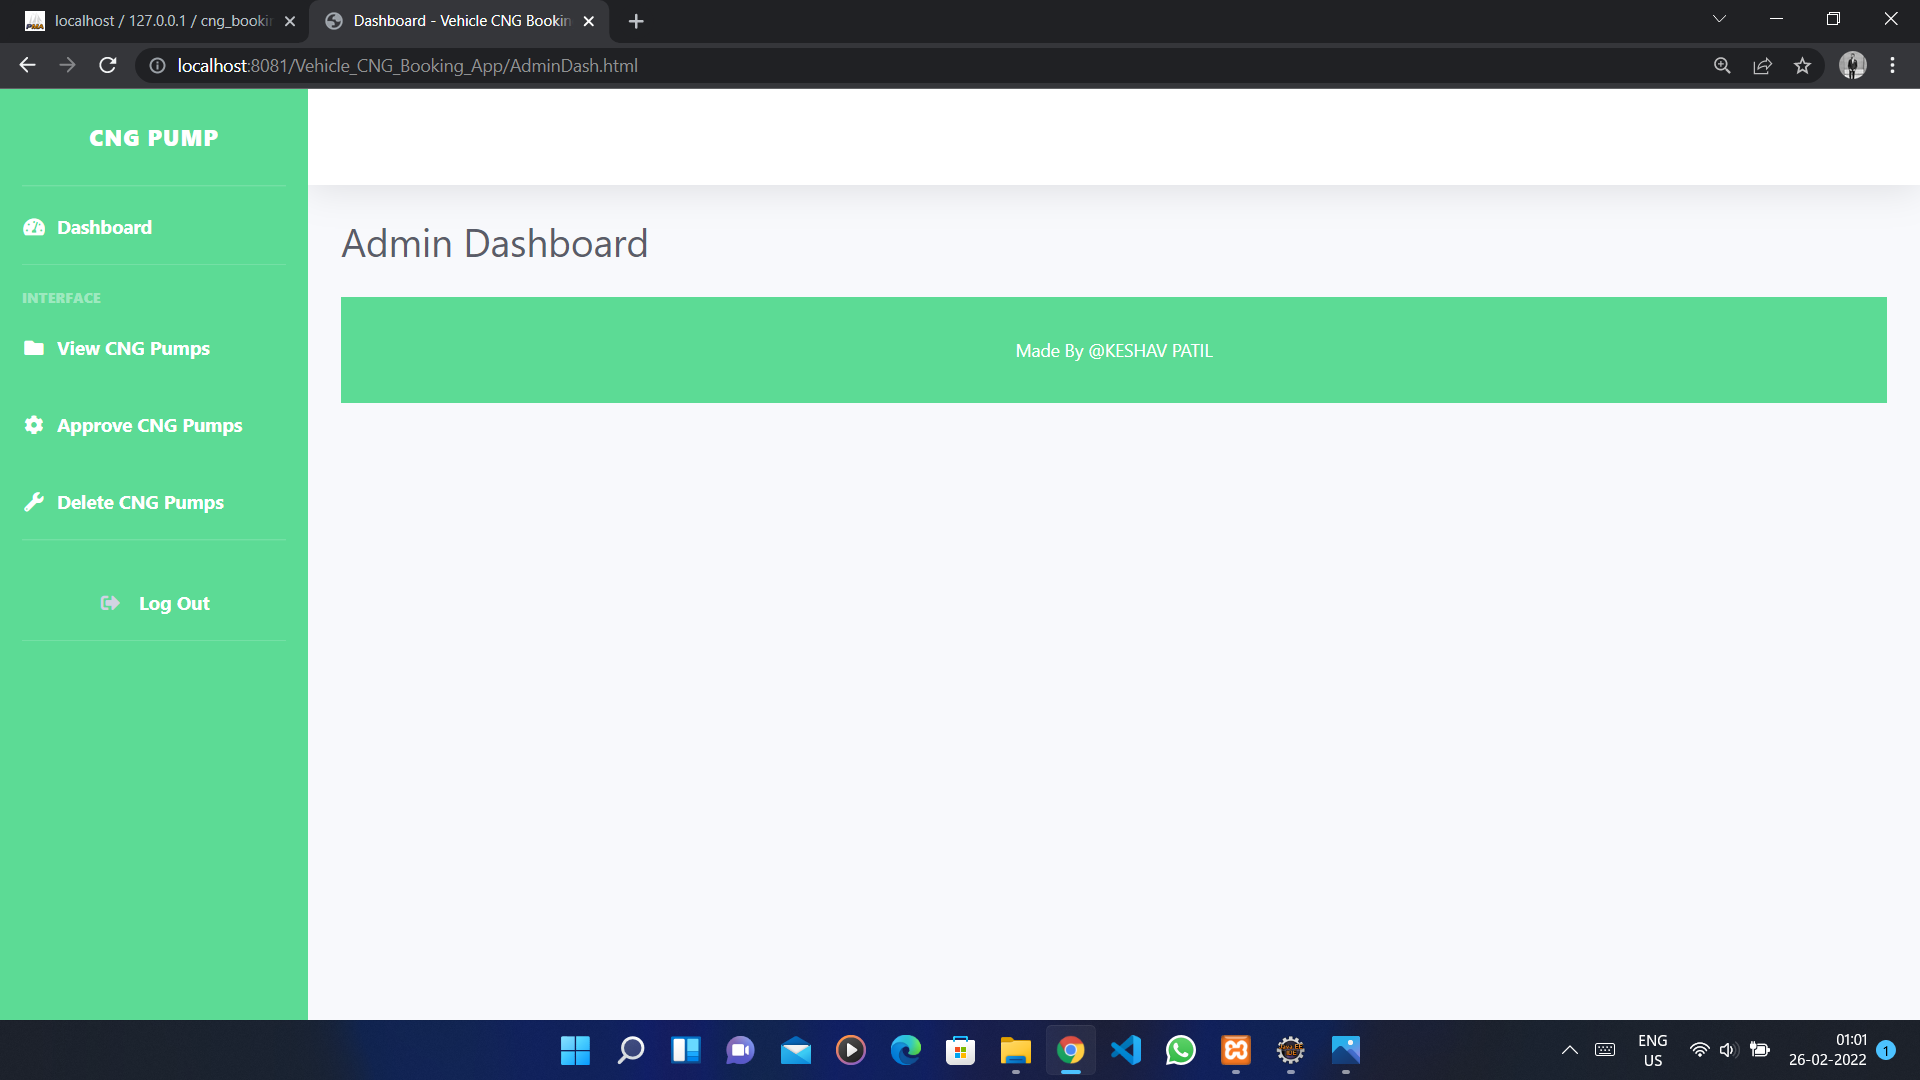 localhost / 127.0.0.1 / cng_bookin
Dashboard - Vehicle CNG Bookin
localhost:8081/Vehicle_CNG_Booking_App/AdminDash.html
CNG PUMP
Dashboard
INTERFACE
View CNG Pumps
Approve CNG Pumps
Delete CNG Pumps
Log Out
Admin Dashboard
Made By @KESHAV PATIL
ENG
US
01:01
26-02-2022
1